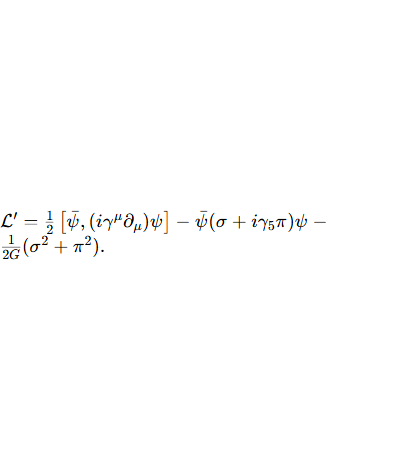 ℒ′ = ½ [ψ̄, (iγ^μ ∂_μ)ψ] − ψ̄(σ + iγ₅π)ψ −
1/(2G) (σ² + π²).